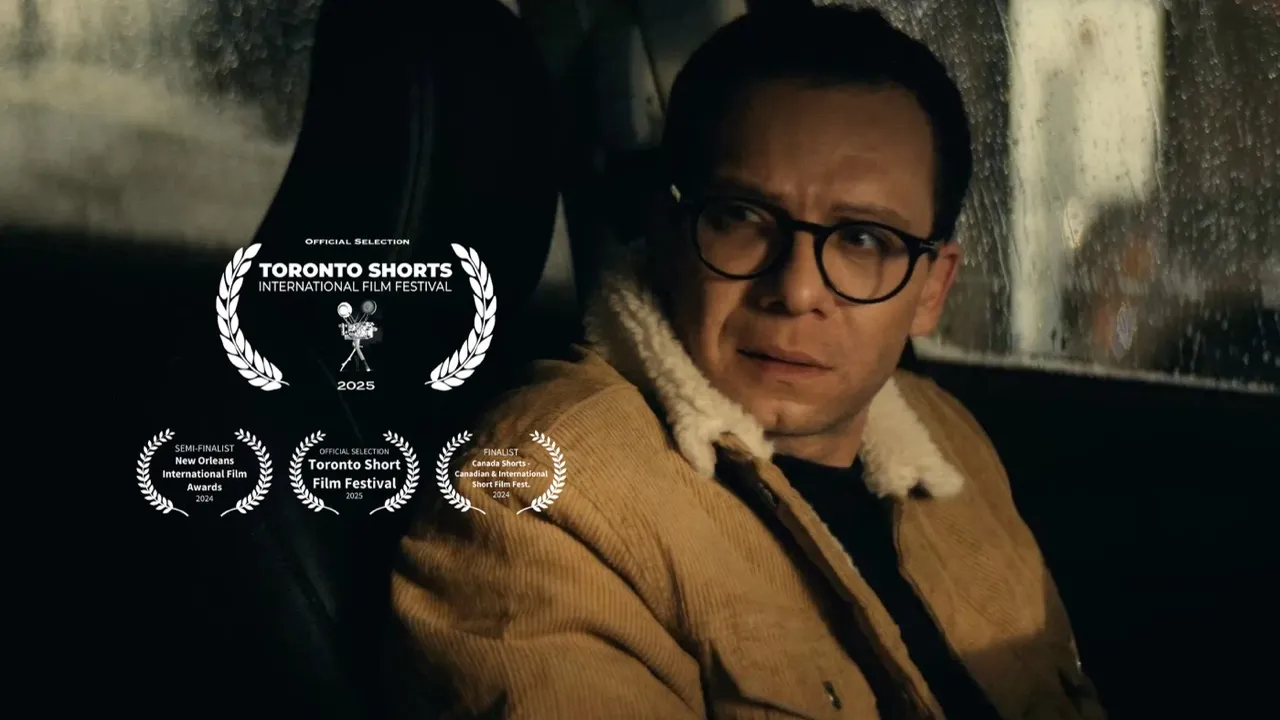 OFFICIAL SELECTION
TORONTO SHORTS
INTERNATIONAL FILM FESTIVAL
2025
SEMI-FINALIST
New Orleans
International Film
Awards
2024
OFFICIAL SELECTION
Toronto Short
Film Festival
2025
FINALIST
Canada Shorts -
Canadian & International
Short Film Fest.
2024